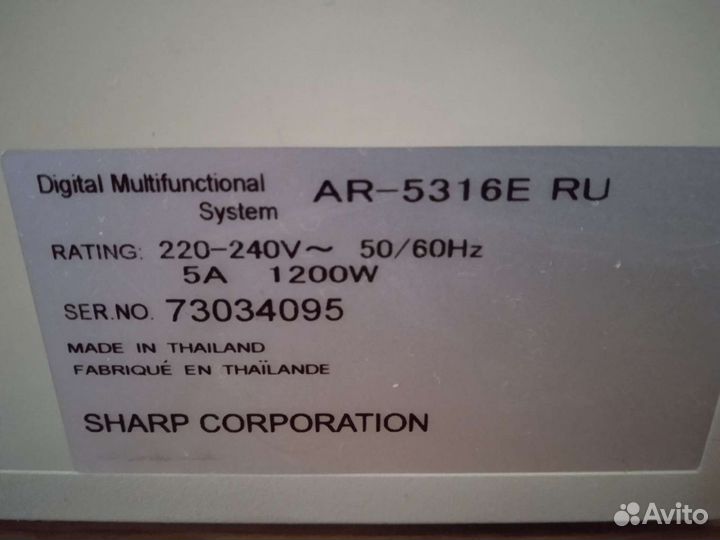 Digital Multifunctional AR-5316E RU
System
RATING: 220-240V~ 50/60Hz
5A 1200W
SER.NO. 73034095
MADE IN THAILAND
FABRIQUÉ EN THAÏLANDE
SHARP CORPORATION
Avito